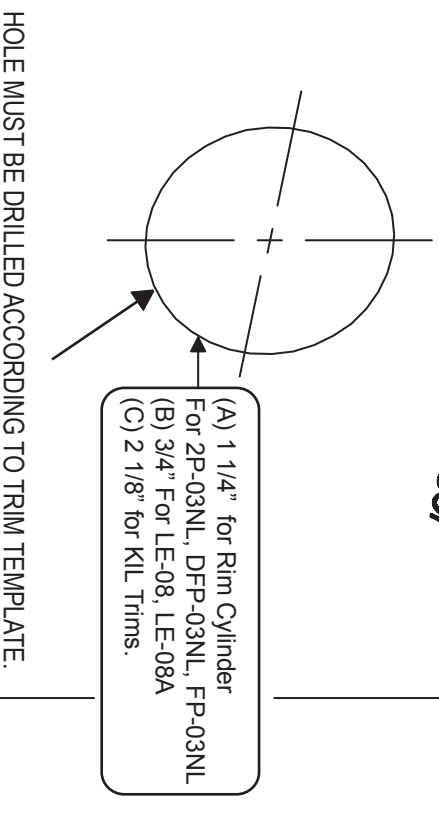 (A) 1 1/4” for Rim Cylinder
For 2P-03NL, DFP-03NL, FP-03NL
(B) 3/4” For LE-08, LE-08A
(C) 2 1/8” for KIL Trims.
HOLE MUST BE DRILLED ACCORDING TO TRIM TEMPLATE.